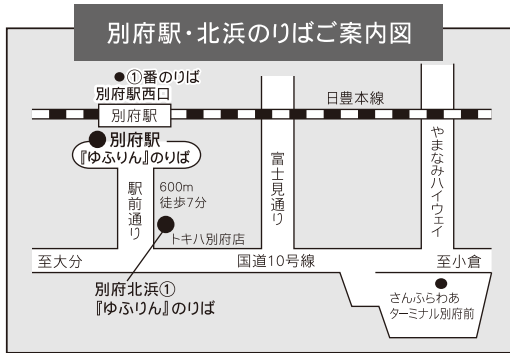 別府駅・北浜のりばご案内図
①番のりば
別府駅西口
別府駅
日豊本線
別府駅
『ゆふりん』のりば
駅前通り
600m
徒歩7分
トキハ別府店
富士見通り
やまなみハイウェイ
至大分
国道10号線
至小倉
別府北浜①
『ゆふりん』のりば
さんふらわあ
ターミナル別府前